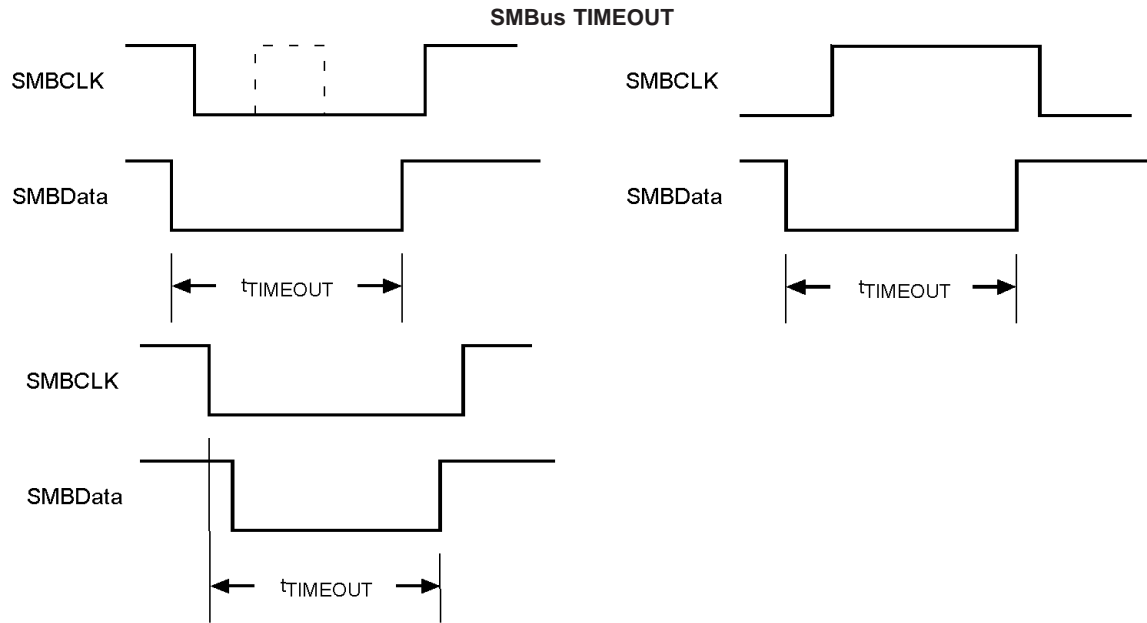 SMBus TIMEOUT
SMBCLK
SMBData
tTIMEOUT
SMBCLK
SMBData
tTIMEOUT
SMBCLK
SMBData
tTIMEOUT